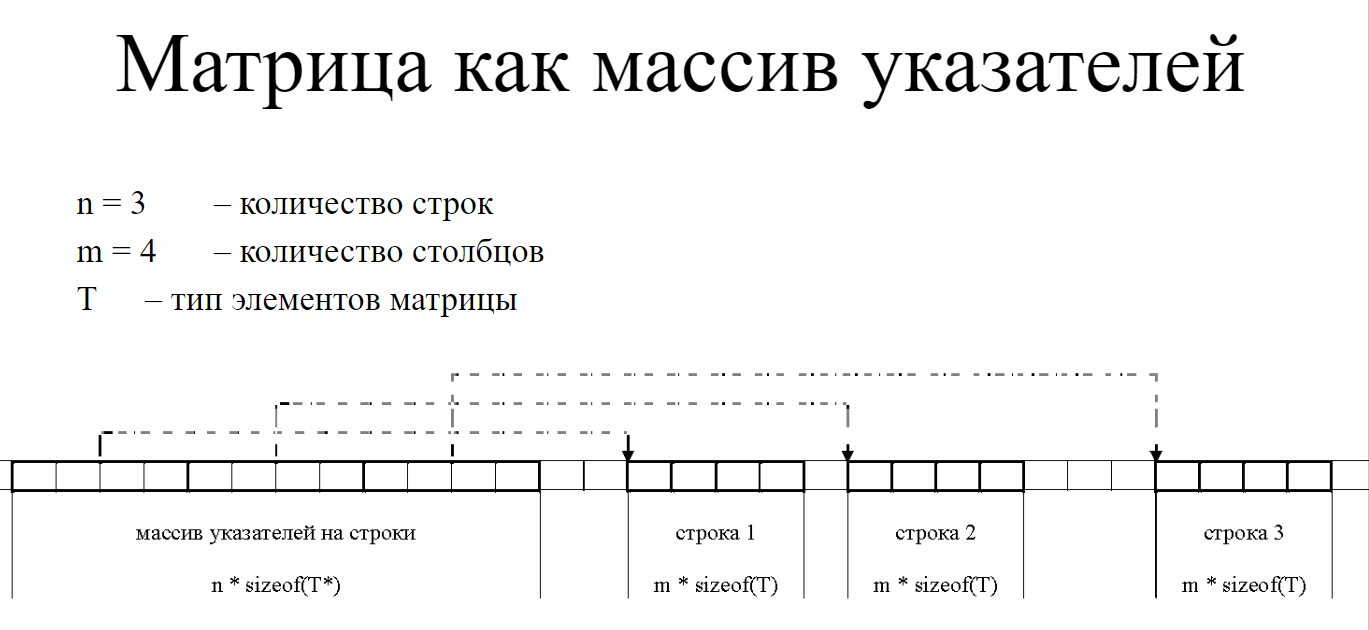 Матрица как массив указателей
n = 3 – количество строк
m = 4 – количество столбцов
T – тип элементов матрицы
массив указателей на строки
строка 1
строка 2
строка 3
n * sizeof(T*)
m * sizeof(T)
m * sizeof(T)
m * sizeof(T)